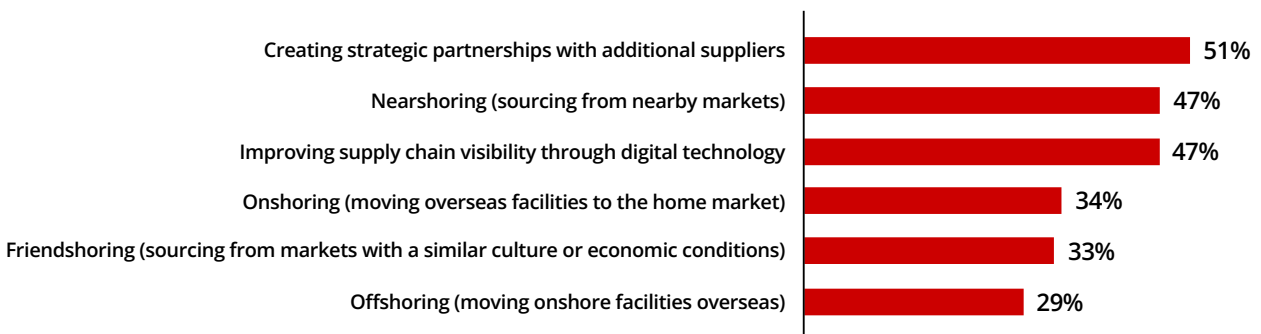 Creating strategic partnerships with additional suppliers 51%
Nearshoring (sourcing from nearby markets) 47%
Improving supply chain visibility through digital technology 47%
Onshoring (moving overseas facilities to the home market) 34%
Friendshoring (sourcing from markets with a similar culture or economic conditions) 33%
Offshoring (moving onshore facilities overseas) 29%